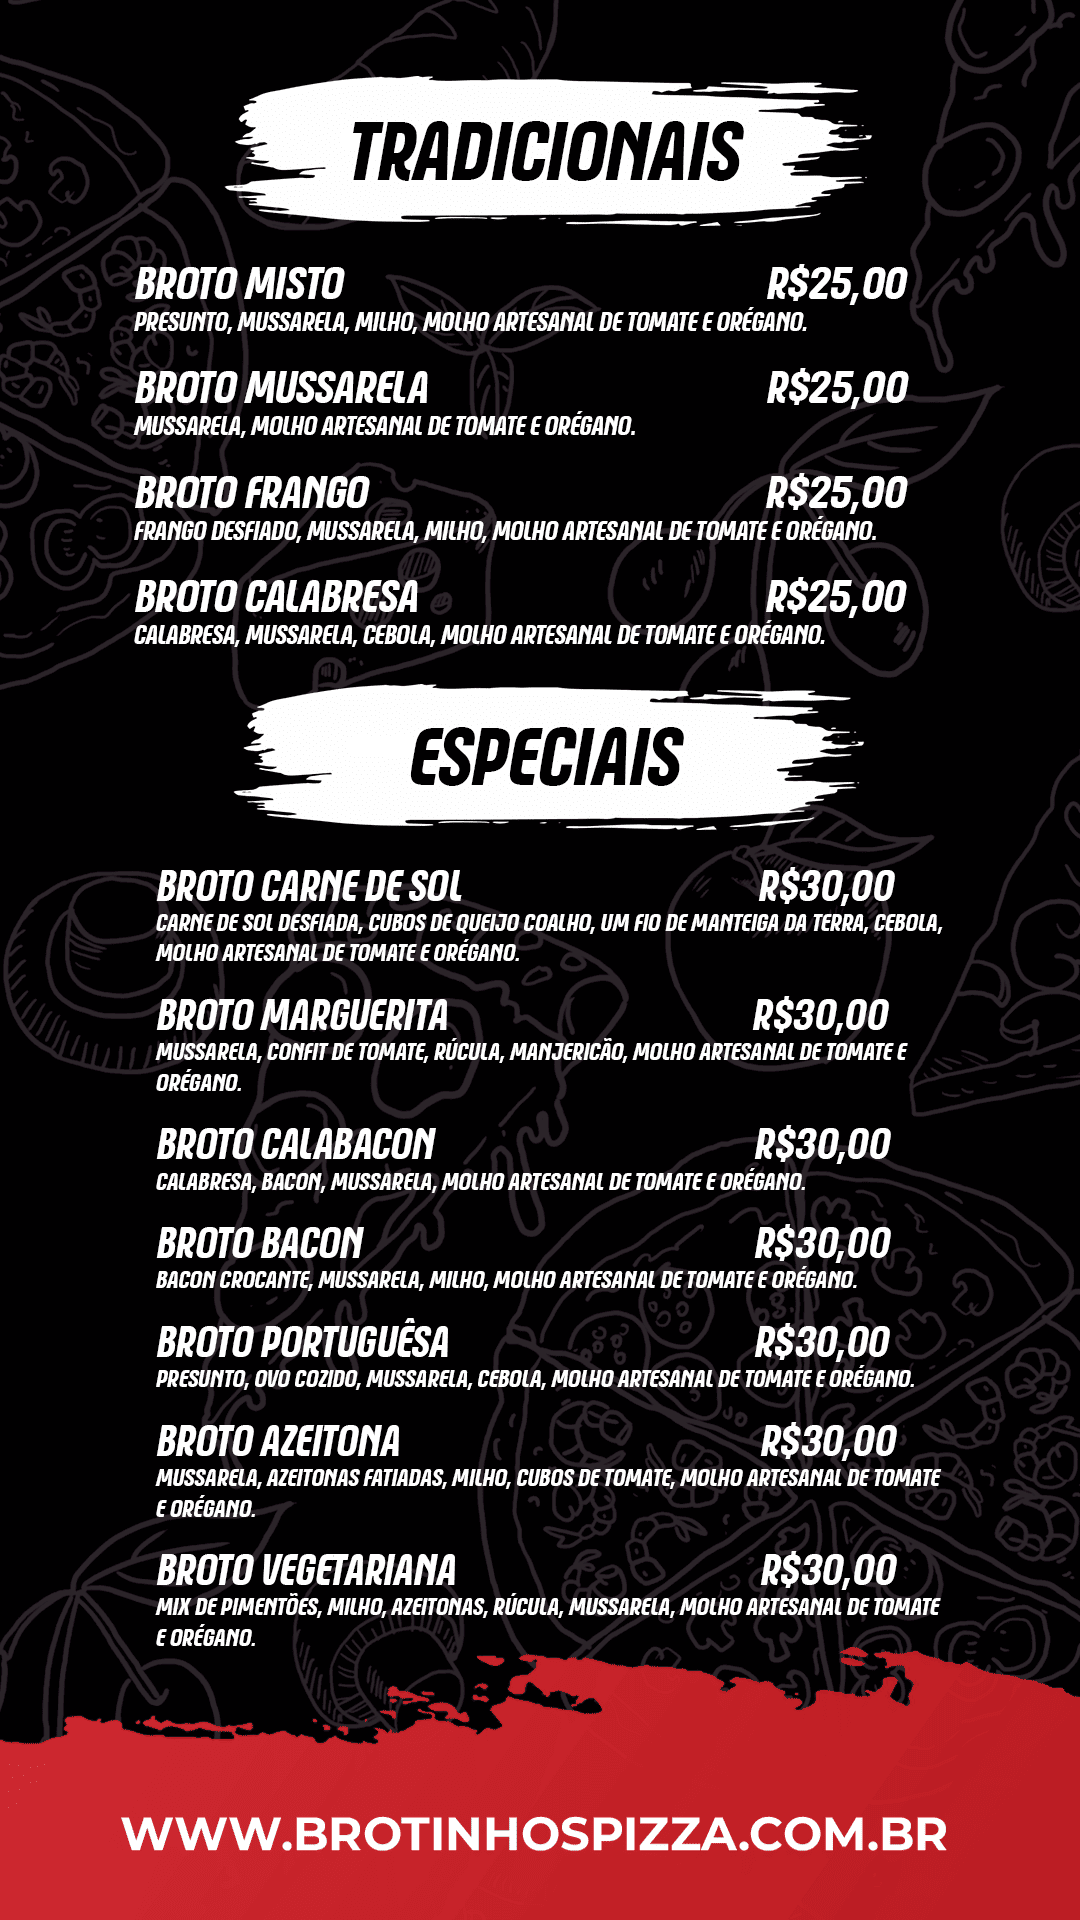 TRADICIONAIS
BROTO MISTO R$25,00
PRESUNTO, MUSSARELA, MILHO, MOLHO ARTESANAL DE TOMATE E ORÉGANO.
BROTO MUSSARELA R$25,00
MUSSARELA, MOLHO ARTESANAL DE TOMATE E ORÉGANO.
BROTO FRANGO R$25,00
FRANGO DESFIADO, MUSSARELA, MILHO, MOLHO ARTESANAL DE TOMATE E ORÉGANO.
BROTO CALABRESA R$25,00
CALABRESA, MUSSARELA, CEBOLA, MOLHO ARTESANAL DE TOMATE E ORÉGANO.
ESPECIAIS
BROTO CARNE DE SOL R$30,00
CARNE DE SOL DESFIADA, CUBOS DE QUEIJO COALHO, UM FIO DE MANTEIGA DA TERRA, CEBOLA,
MOLHO ARTESANAL DE TOMATE E ORÉGANO.
BROTO MARGUERITA R$30,00
MUSSARELA, CONFIT DE TOMATE, RÚCULA, MANJERICÃO, MOLHO ARTESANAL DE TOMATE E
ORÉGANO.
BROTO CALABACON R$30,00
CALABRESA, BACON, MUSSARELA, MOLHO ARTESANAL DE TOMATE E ORÉGANO.
BROTO BACON R$30,00
BACON CROCANTE, MUSSARELA, MILHO, MOLHO ARTESANAL DE TOMATE E ORÉGANO.
BROTO PORTUGUÊSA R$30,00
PRESUNTO, OVO COZIDO, MUSSARELA, CEBOLA, MOLHO ARTESANAL DE TOMATE E ORÉGANO.
BROTO AZEITONA R$30,00
MUSSARELA, AZEITONAS FATIADAS, MILHO, CUBOS DE TOMATE, MOLHO ARTESANAL DE TOMATE
E ORÉGANO.
BROTO VEGETARIANA R$30,00
MIX DE PIMENTÕES, MILHO, AZEITONAS, RÚCULA, MUSSARELA, MOLHO ARTESANAL DE TOMATE
E ORÉGANO.
WWW.BROTINHOSPIZZA.COM.BR